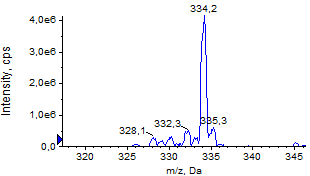 334,2
4,0e6
3,0e6
2,0e6
1,0e6
0,0
Intensity, cps
328,1
332,3
335,3
320
325
330
335
340
345
m/z, Da